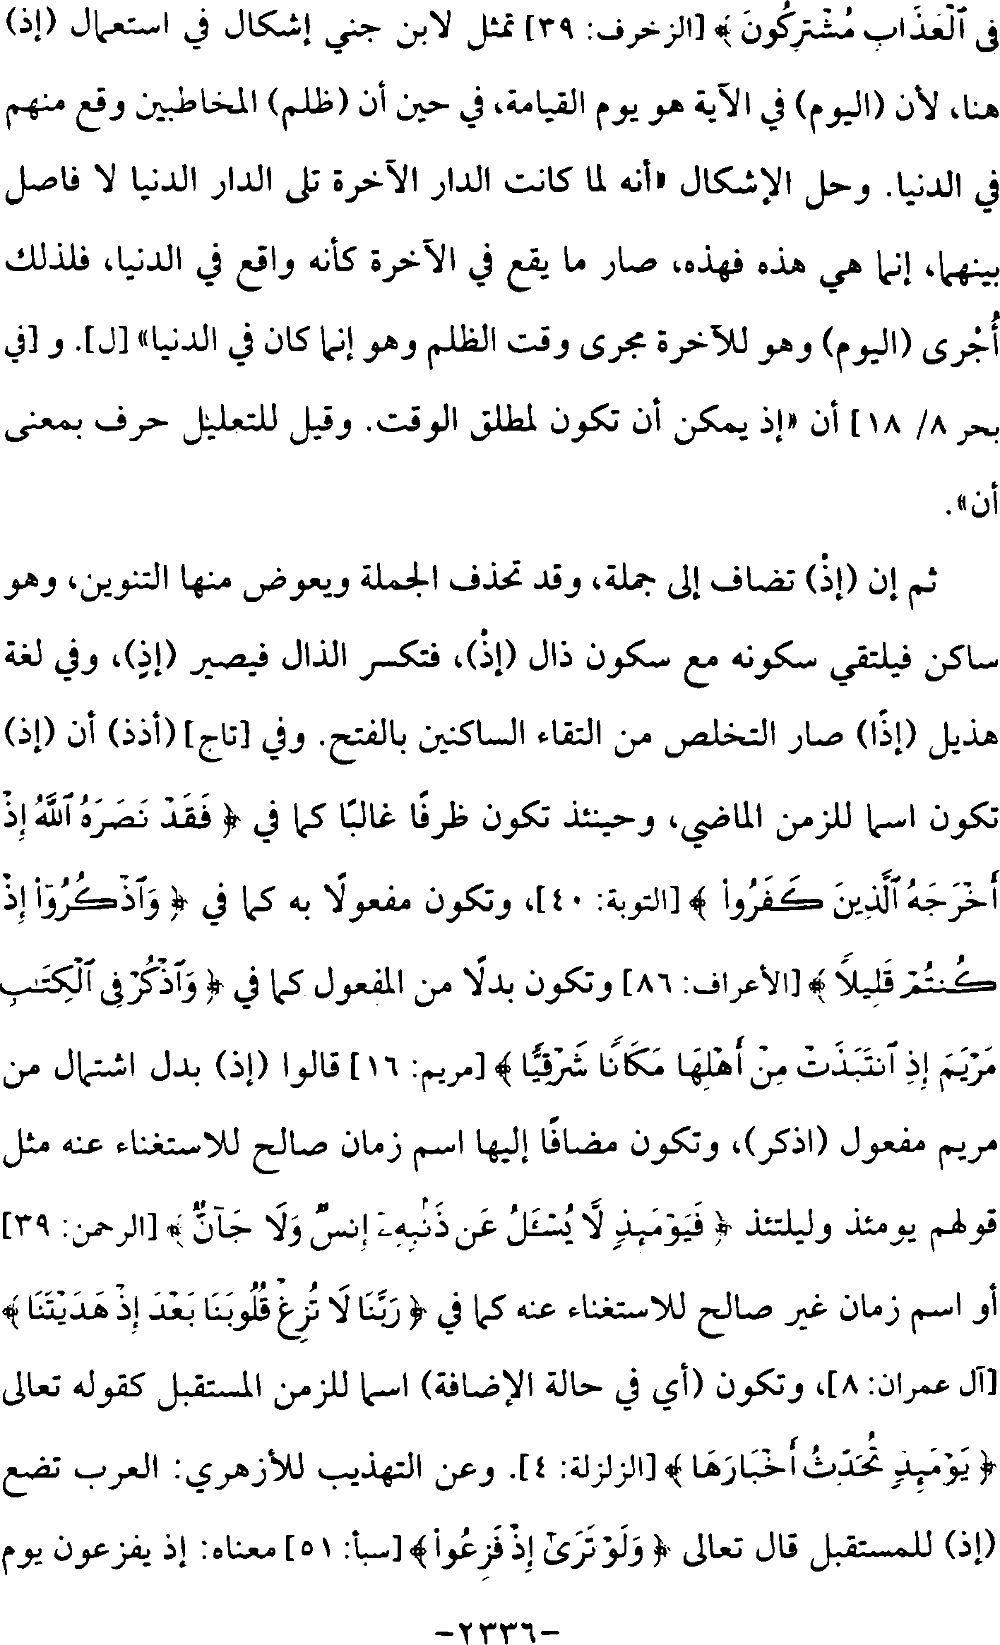 فِى ٱلْعَذَابِ مُشْتَرِكُونَ ﴾ [الزخرف: ٣٩] تمثل لابن جني إشكال في استعمال (إذ)
هنا، لأن (اليوم) في الآية هو يوم القيامة، في حين أن (ظلم) المخاطبين وقع منهم
في الدنيا. وحل الإشكال «أنه لما كانت الدار الآخرة تلى الدار الدنيا لا فاصل
بينهما، إنما هي هذه فهذه، صار ما يقع في الآخرة كأنه واقع في الدنيا، فلذلك
أُجْرى (اليوم) وهو للآخرة مجرى وقت الظلم وهو إنما كان في الدنيا» [ل]. و [في
بحر ٨/ ١٨] أن «إذ يمكن أن تكون لمطلق الوقت. وقيل للتعليل حرف بمعنى
أن».
ثم إن (إذْ) تضاف إلى جملة، وقد تحذف الجملة ويعوض منها التنوين، وهو
ساكن فيلتقي سكونه مع سكون ذال (إذْ)، فتكسر الذال فيصير (إذٍ)، وفي لغة
هذيل (إذًا) صار التخلص من التقاء الساكنين بالفتح. وفي [تاج] (أذذ) أن (إذ)
تكون اسما للزمن الماضي، وحينئذ تكون ظرفًا غالبًا كما في ﴿ فَقَدْ نَصَرَهُ ٱللَّهُ إِذْ
أَخْرَجَهُ ٱلَّذِينَ كَفَرُوا۟ ﴾ [التوبة: ٤٠]، وتكون مفعولًا به كما في ﴿ وَٱذْكُرُوٓا۟ إِذْ
كُنتُمْ قَلِيلًا ﴾ [الأعراف: ٨٦] وتكون بدلًا من المفعول كما في ﴿ وَٱذْكُرْ فِى ٱلْكِتَٰبِ
مَرْيَمَ إِذِ ٱنتَبَذَتْ مِنْ أَهْلِهَا مَكَانًا شَرْقِيًّا ﴾ [مريم: ١٦] قالوا (إذ) بدل اشتمال من
مريم مفعول (اذكر)، وتكون مضافًا إليها اسم زمان صالح للاستغناء عنه مثل
قولهم يومئذ وليلتئذ ﴿ فَيَوْمَئِذٍ لَّا يُسْـَٔلُ عَن ذَنۢبِهِۦٓ إِنسٌ وَلَا جَآنٌّ ﴾ [الرحمن: ٣٩]
أو اسم زمان غير صالح للاستغناء عنه كما في ﴿ رَبَّنَا لَا تُزِغْ قُلُوبَنَا بَعْدَ إِذْ هَدَيْتَنَا ﴾
[آل عمران: ٨]، وتكون (أي في حالة الإضافة) اسما للزمن المستقبل كقوله تعالى
﴿ يَوْمَئِذٍ تُحَدِّثُ أَخْبَارَهَا ﴾ [الزلزلة: ٤]. وعن التهذيب للأزهري: العرب تضع
(إذ) للمستقبل قال تعالى ﴿ وَلَوْ تَرَىٰٓ إِذْ فَزِعُوا۟ ﴾ [سبأ: ٥١] معناه: إذ يفزعون يوم
-٢٣٣٦-